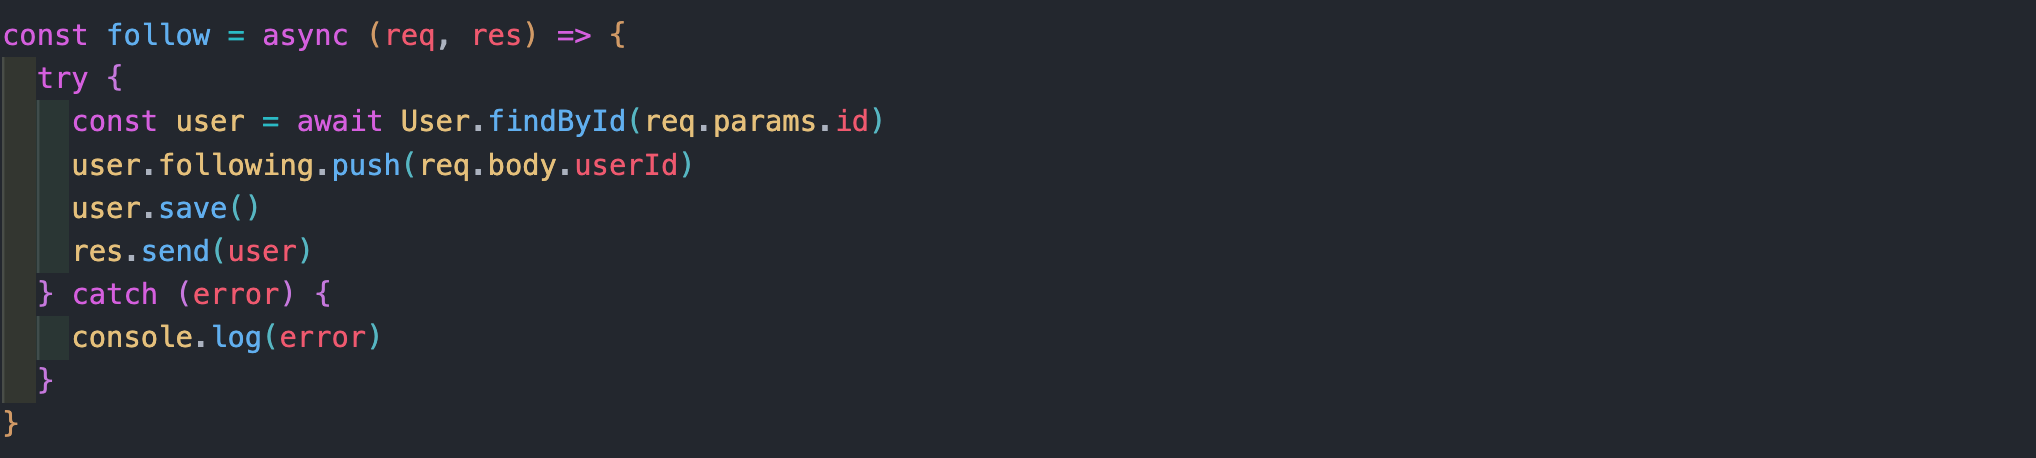 const follow = async (req, res) => {
  try {
    const user = await User.findById(req.params.id)
    user.following.push(req.body.userId)
    user.save()
    res.send(user)
  } catch (error) {
    console.log(error)
  }
}